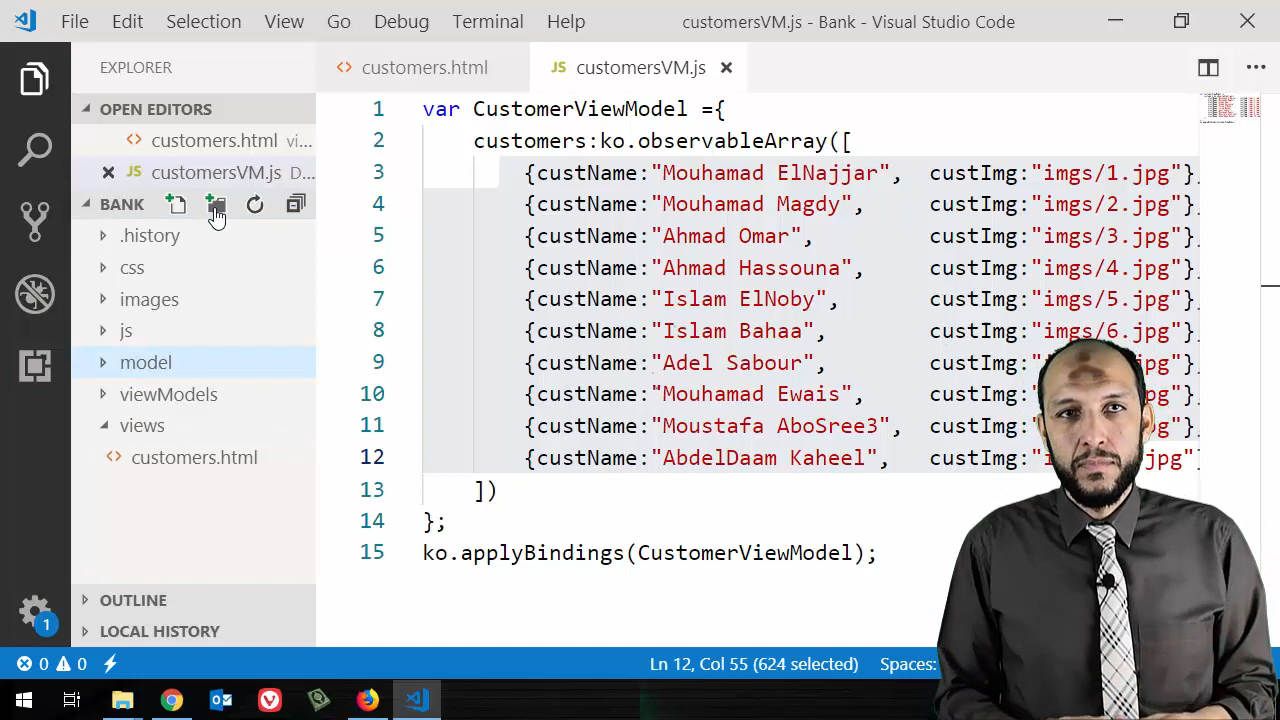 File Edit Selection View Go Debug Terminal Help customersVM.js - Bank - Visual Studio Code
EXPLORER
customers.html
JS customersVM.js
OPEN EDITORS
customers.html vi...
JS customersVM.js D...
BANK
.history
css
images
js
model
viewModels
views
customers.html
OUTLINE
LOCAL HISTORY
1
1 var CustomerViewModel ={
2 customers:ko.observableArray([
3 {custName:"Mouhamad ElNajjar", custImg:"imgs/1.jpg"},
4 {custName:"Mouhamad Magdy", custImg:"imgs/2.jpg"},
5 {custName:"Ahmad Omar", custImg:"imgs/3.jpg"},
6 {custName:"Ahmad Hassouna", custImg:"imgs/4.jpg"},
7 {custName:"Islam ElNoby", custImg:"imgs/5.jpg"},
8 {custName:"Islam Bahaa", custImg:"imgs/6.jpg"},
9 {custName:"Adel Sabour", custImg:
10 {custName:"Mouhamad Ewais", custImg:
11 {custName:"Moustafa AboSree3", custImg:
12 {custName:"AbdelDaam Kaheel", custImg:
13 ])
14 };
15 ko.applyBindings(CustomerViewModel);
0 0 Ln 12, Col 55 (624 selected) Spaces: